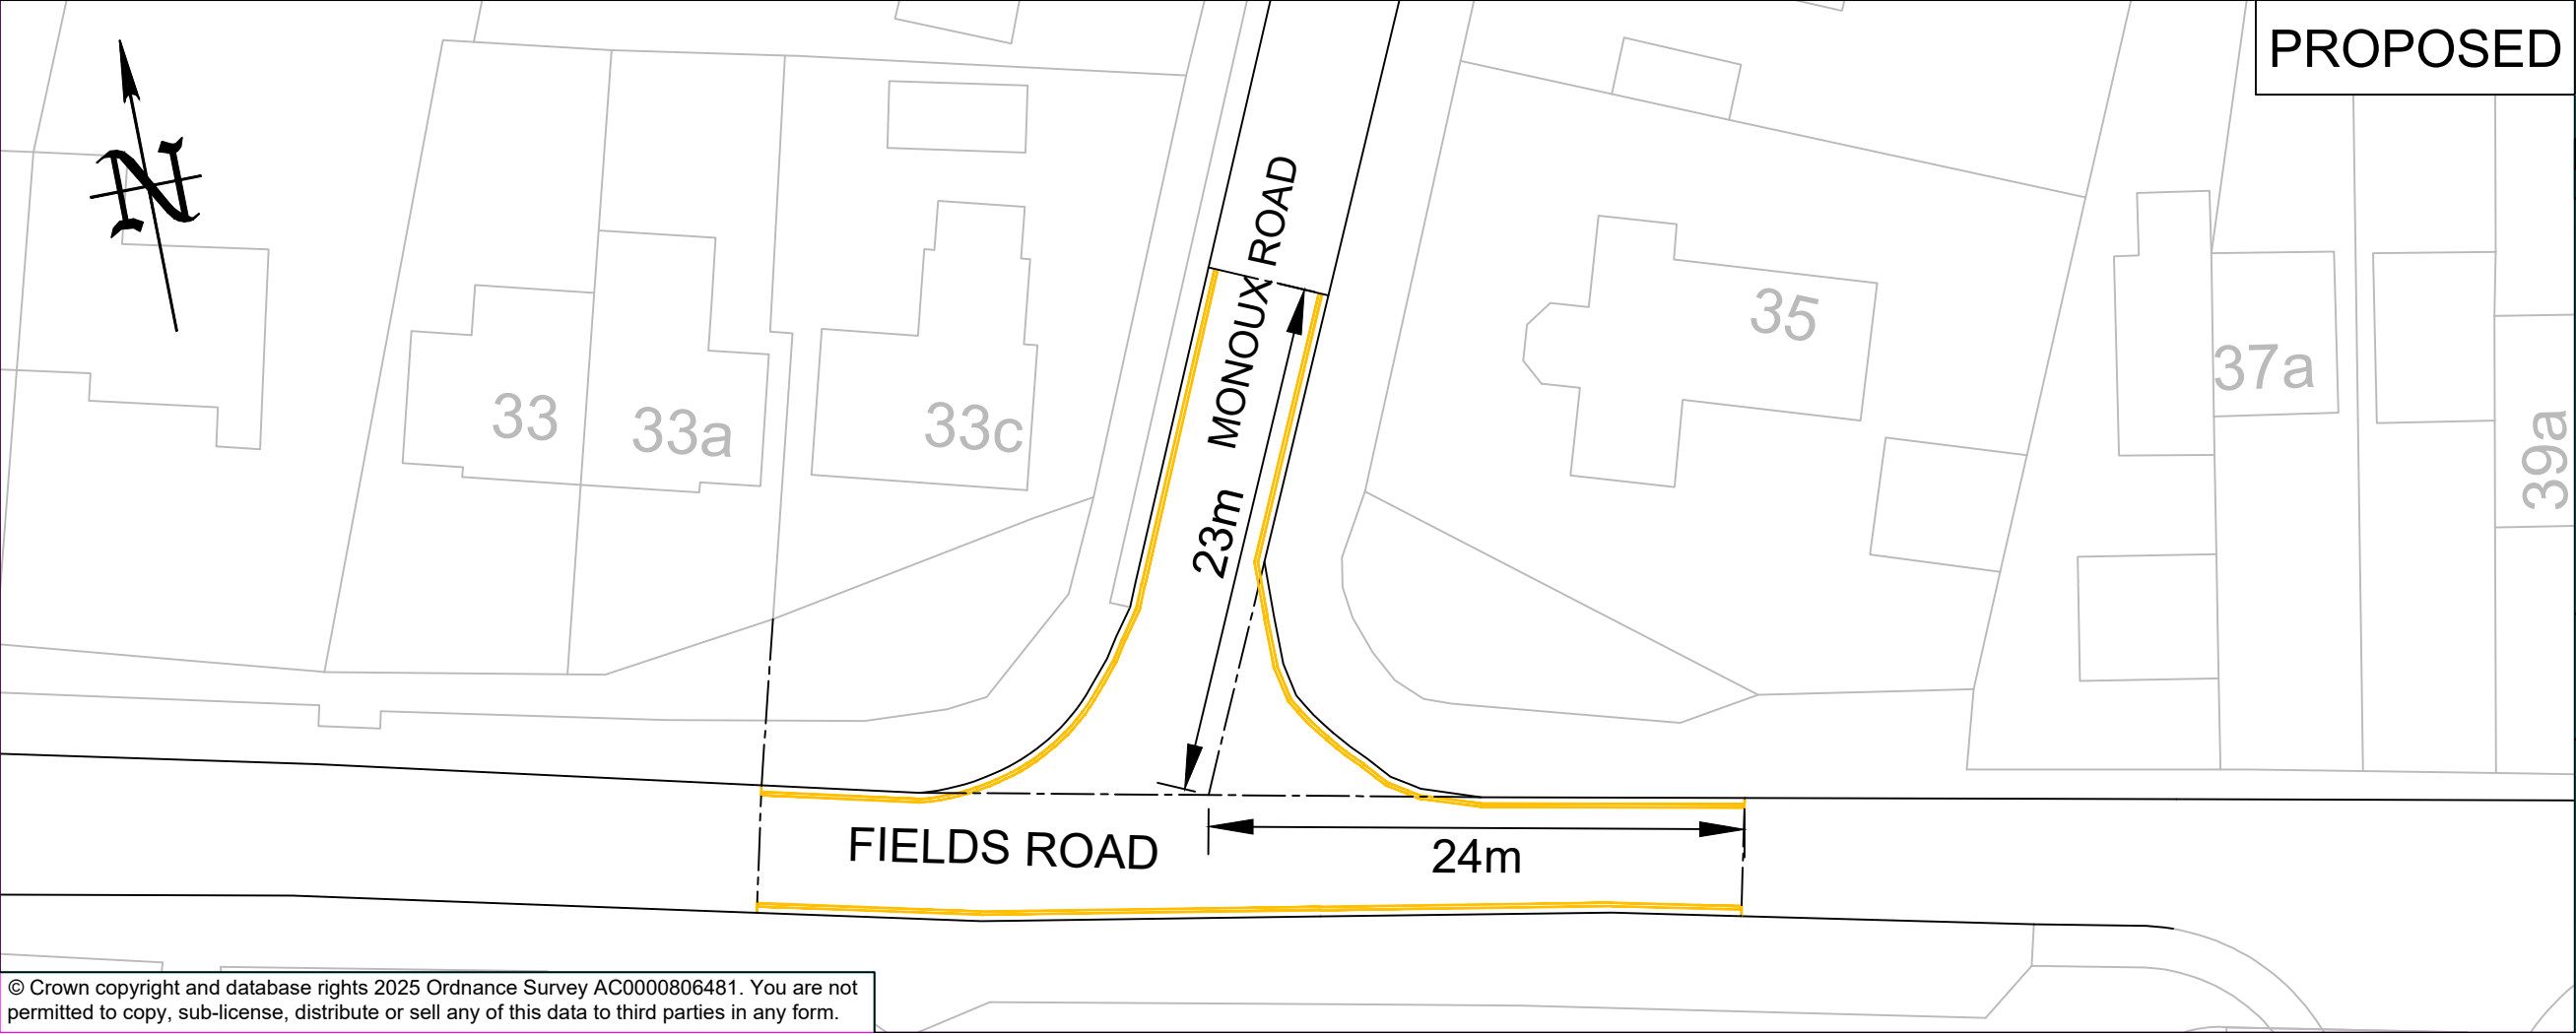 PROPOSED
N
MONOUX ROAD
35
37a
33
33a
33c
39a
23m
FIELDS ROAD
24m
© Crown copyright and database rights 2025 Ordnance Survey AC0000806481. You are not
permitted to copy, sub-license, distribute or sell any of this data to third parties in any form.